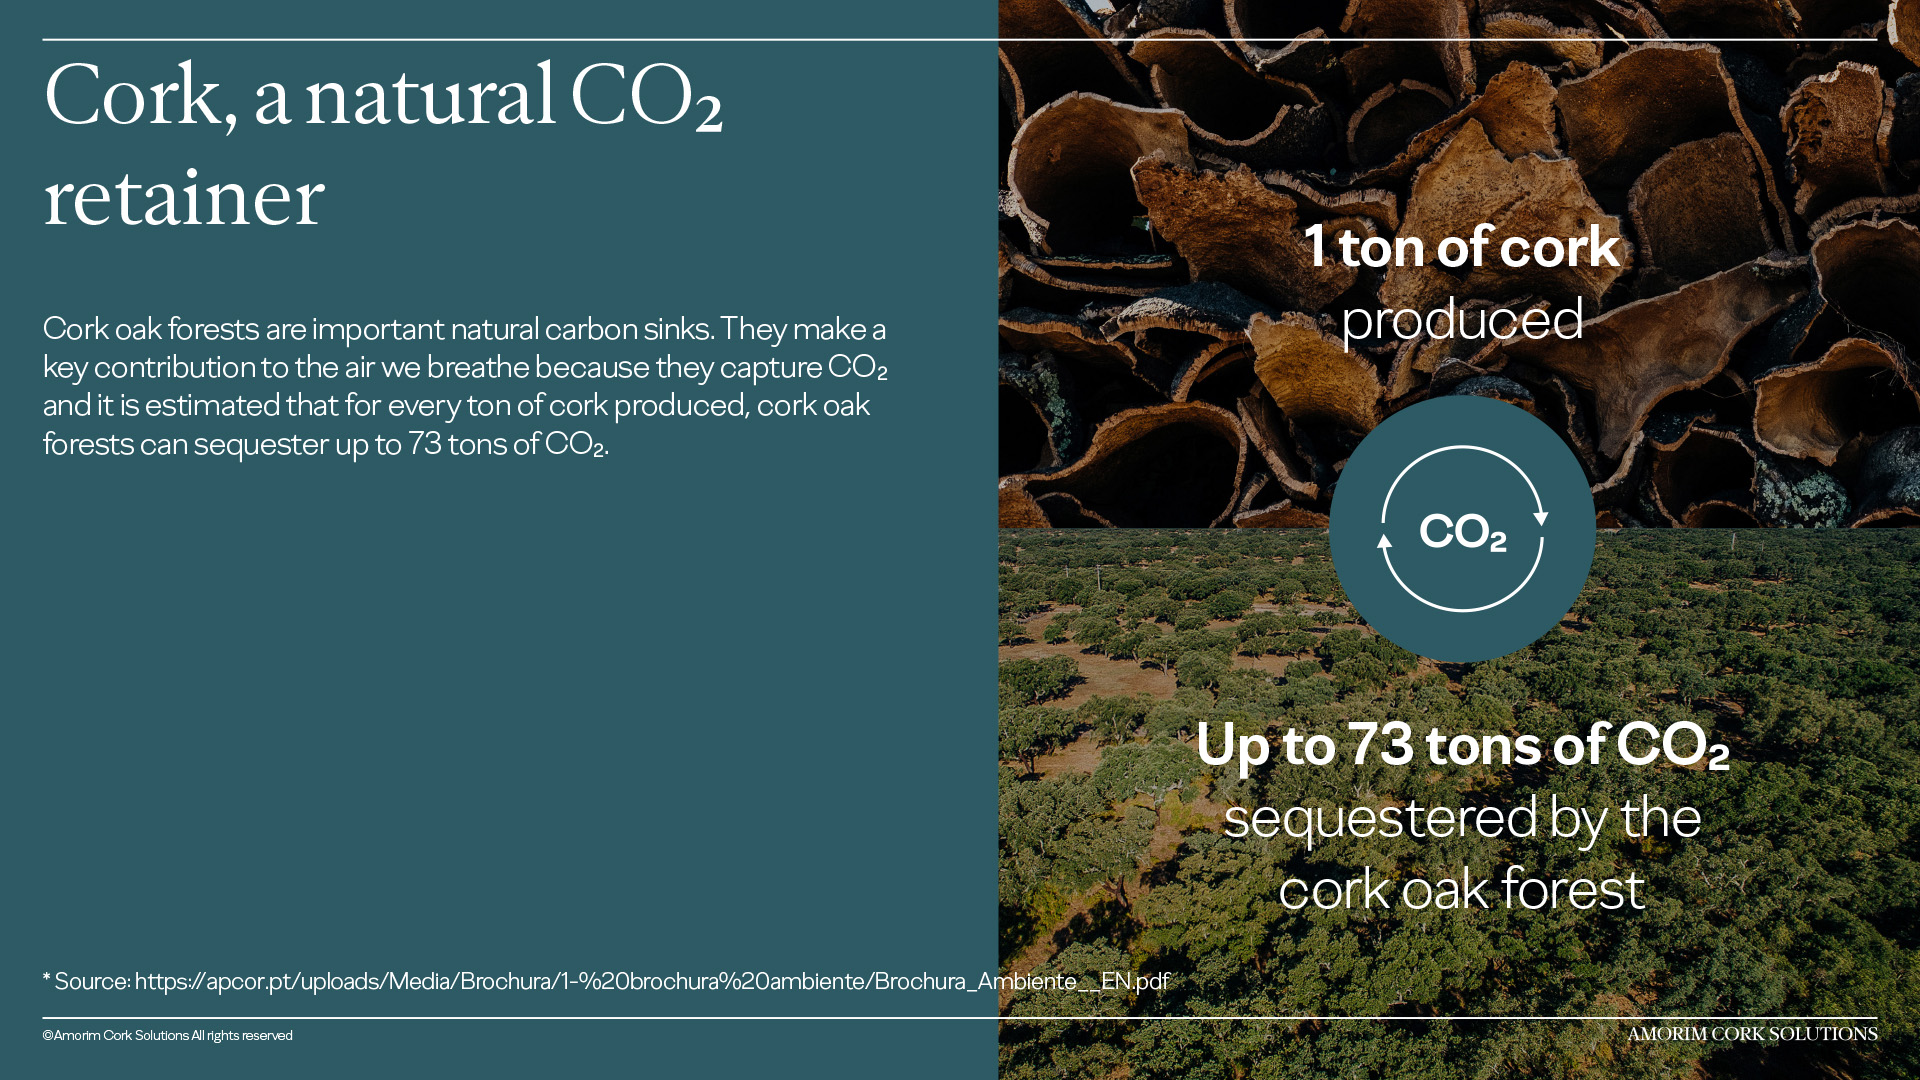 Cork, a natural CO₂
retainer
Cork oak forests are important natural carbon sinks. They make a
key contribution to the air we breathe because they capture CO₂
and it is estimated that for every ton of cork produced, cork oak
forests can sequester up to 73 tons of CO₂.
1 ton of cork
produced
CO₂
Up to 73 tons of CO₂
sequestered by the
cork oak forest
* Source: https://apcor.pt/uploads/Media/Brochura/1-%20brochura%20ambiente/Brochura_Ambiente__EN.pdf
©Amorim Cork Solutions All rights reserved
AMORIM CORK SOLUTIONS